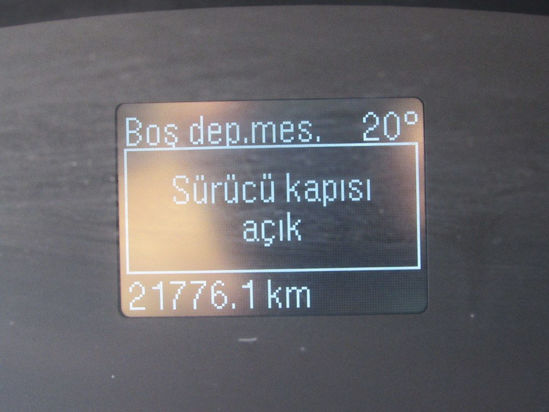 Boş dep.mes. 20°
Sürücü kapısı
açık
21776.1 km